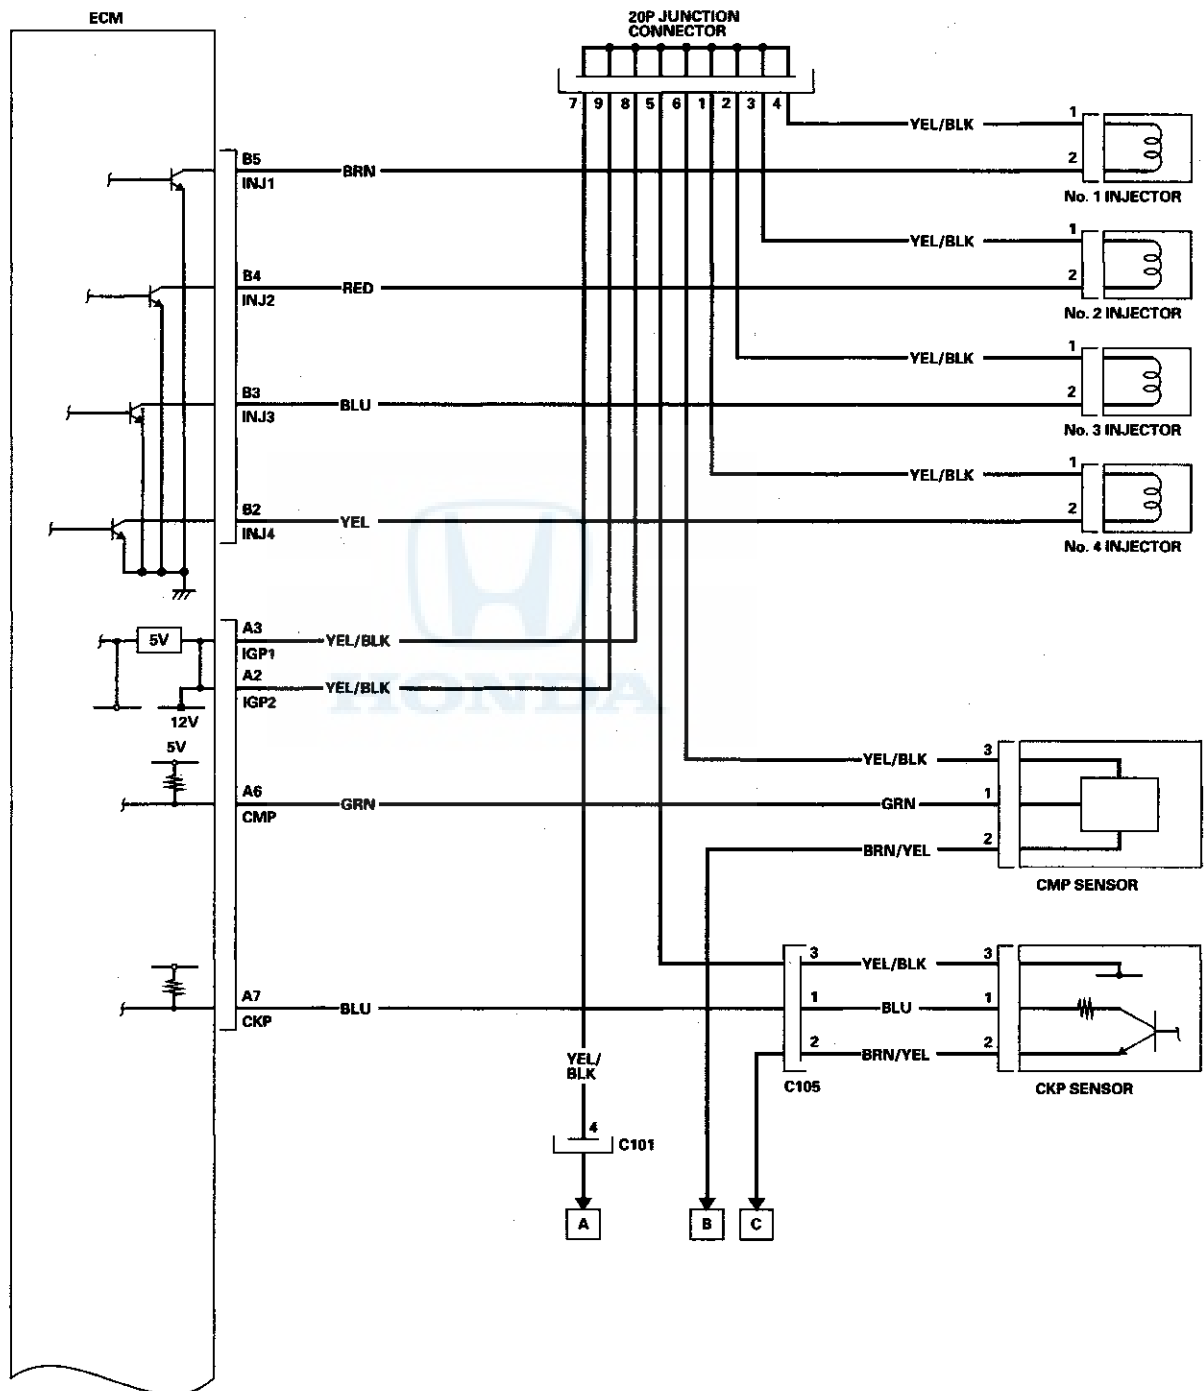 ECM
20P JUNCTION
CONNECTOR
7 9 8 5 6 1 2 3 4
YEL/BLK
1
2
No. 1 INJECTOR
B5
INJ1
BRN
YEL/BLK
1
2
No. 2 INJECTOR
B4
INJ2
RED
YEL/BLK
1
2
No. 3 INJECTOR
B3
INJ3
BLU
YEL/BLK
1
2
No. 4 INJECTOR
B2
INJ4
YEL
HONDA
5V
A3
IGP1
YEL/BLK
A2
IGP2
YEL/BLK
12V
5V
A6
CMP
GRN
YEL/BLK
3
GRN
1
BRN/YEL
2
CMP SENSOR
A7
CKP
BLU
3
YEL/BLK
3
1
BLU
1
2
BRN/YEL
2
C105
CKP SENSOR
YEL/
BLK
4
C101
A
B
C